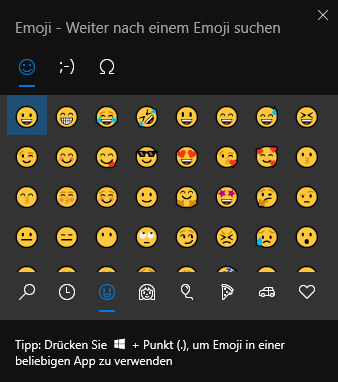 Emoji - Weiter nach einem Emoji suchen
;-)
Tipp: Drücken Sie + Punkt (.), um Emoji in einer
beliebigen App zu verwenden